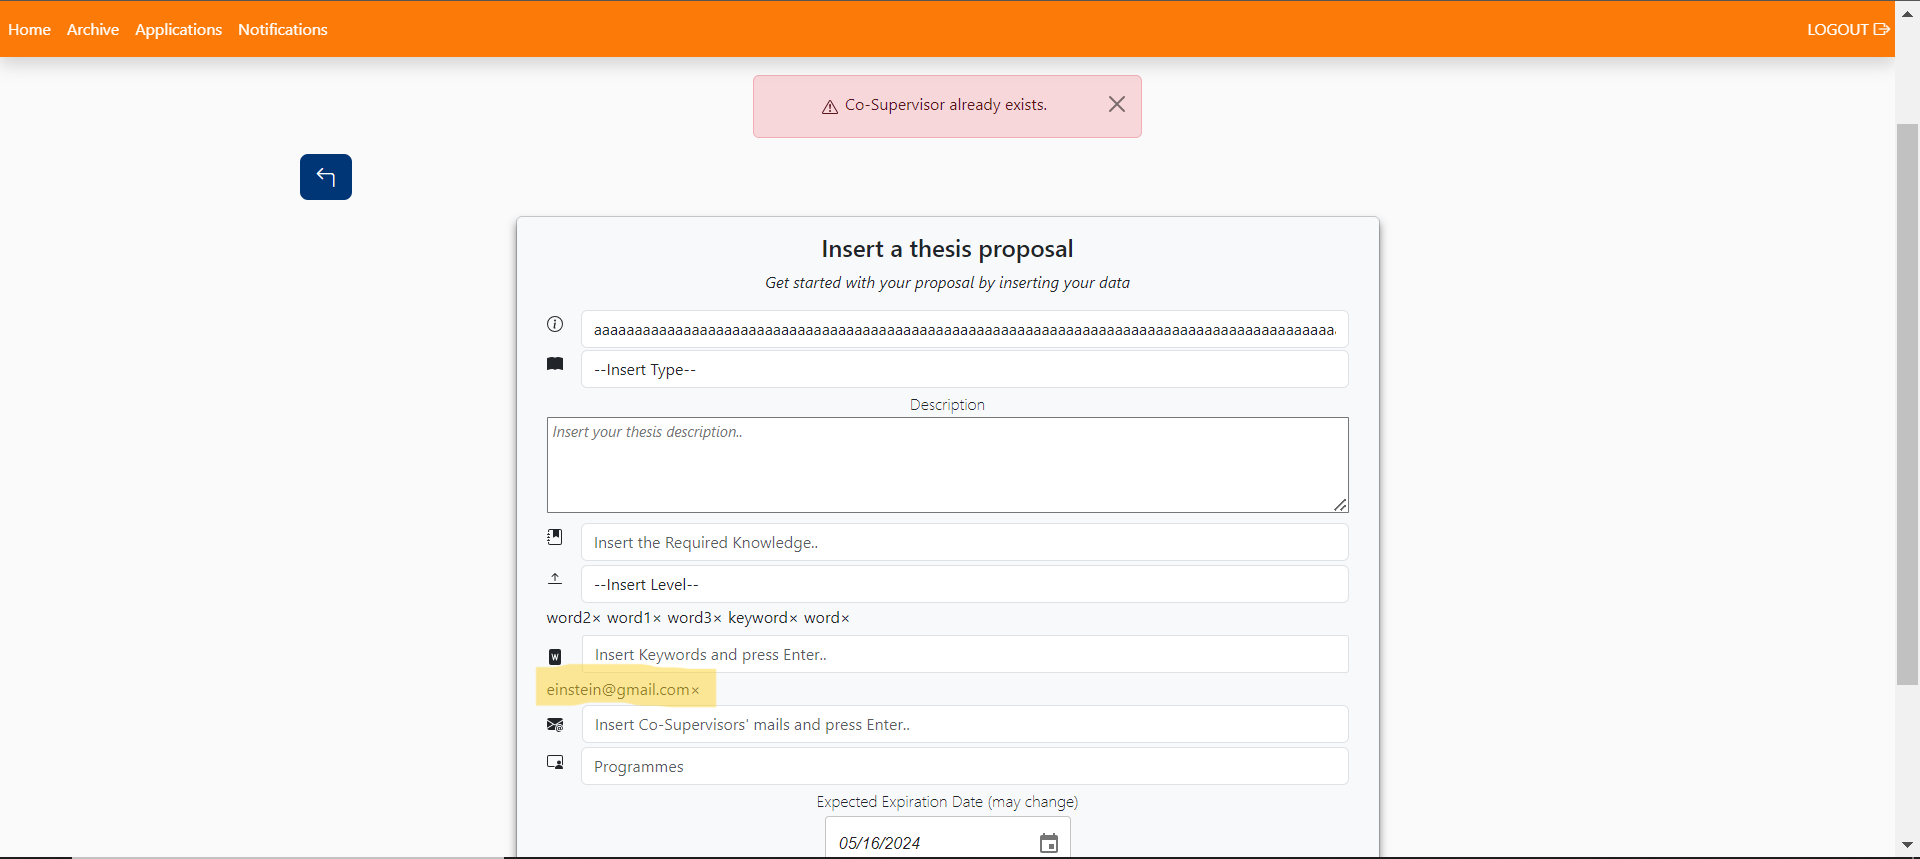 Home Archive Applications Notifications LOGOUT
Co-Supervisor already exists.
Insert a thesis proposal
Get started with your proposal by inserting your data
aaaaaaaaaaaaaaaaaaaaaaaaaaaaaaaaaaaaaaaaaaaaaaaaaaaaaaaaaaaaaaaaaaaaaaaaaaaaaaaaaaaaaaaaaaaa
--Insert Type--
Description
Insert your thesis description..
Insert the Required Knowledge..
--Insert Level--
word2× word1× word3× keyword× word×
W
Insert Keywords and press Enter..
einstein@gmail.com×
Insert Co-Supervisors' mails and press Enter..
Programmes
Expected Expiration Date (may change)
05/16/2024